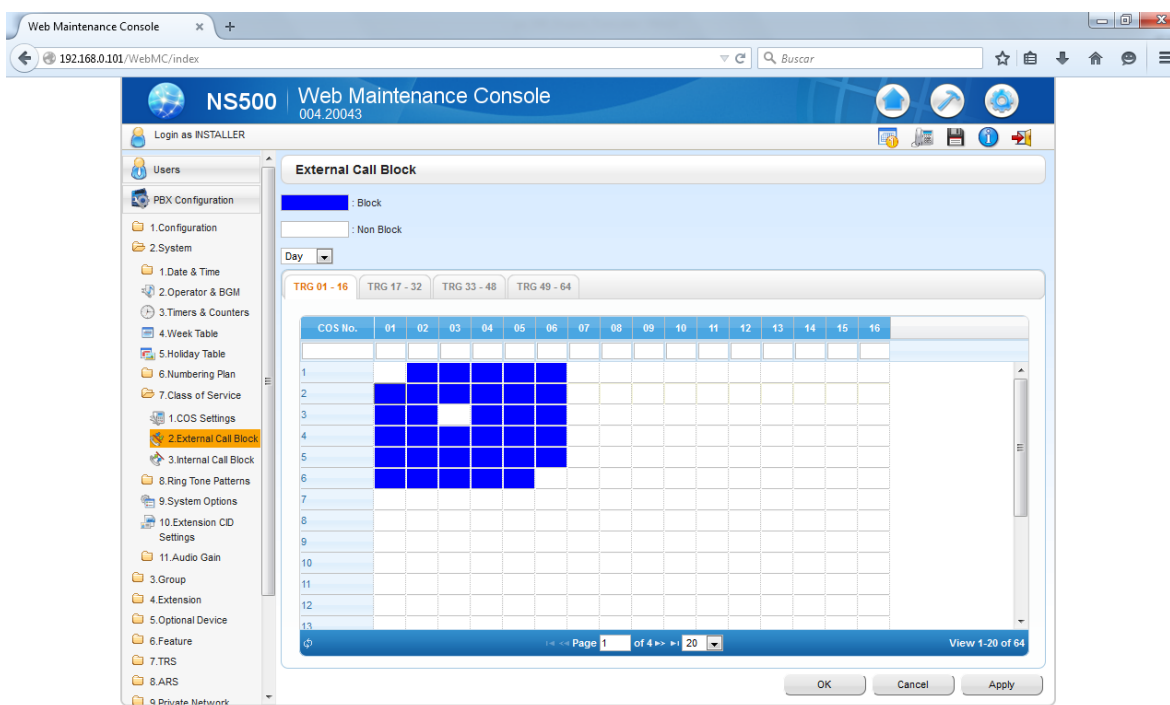 Web Maintenance Console × +
192.168.0.101/WebMC/index Buscar
NS500 Web Maintenance Console
004.20043
Login as INSTALLER
Users
PBX Configuration
1.Configuration
2.System
1.Date & Time
2.Operator & BGM
3.Timers & Counters
4.Week Table
5.Holiday Table
6.Numbering Plan
7.Class of Service
1.COS Settings
2.External Call Block
3.Internal Call Block
8.Ring Tone Patterns
9.System Options
10.Extension CID
Settings
11.Audio Gain
3.Group
4.Extension
5.Optional Device
6.Feature
7.TRS
8.ARS
9.Private Network
External Call Block
: Block
: Non Block
Day
TRG 01 - 16 TRG 17 - 32 TRG 33 - 48 TRG 49 - 64
COS No. 01 02 03 04 05 06 07 08 09 10 11 12 13 14 15 16
1
2
3
4
5
6
7
8
9
10
11
12
13
Page 1 of 4 20 View 1-20 of 64
OK Cancel Apply